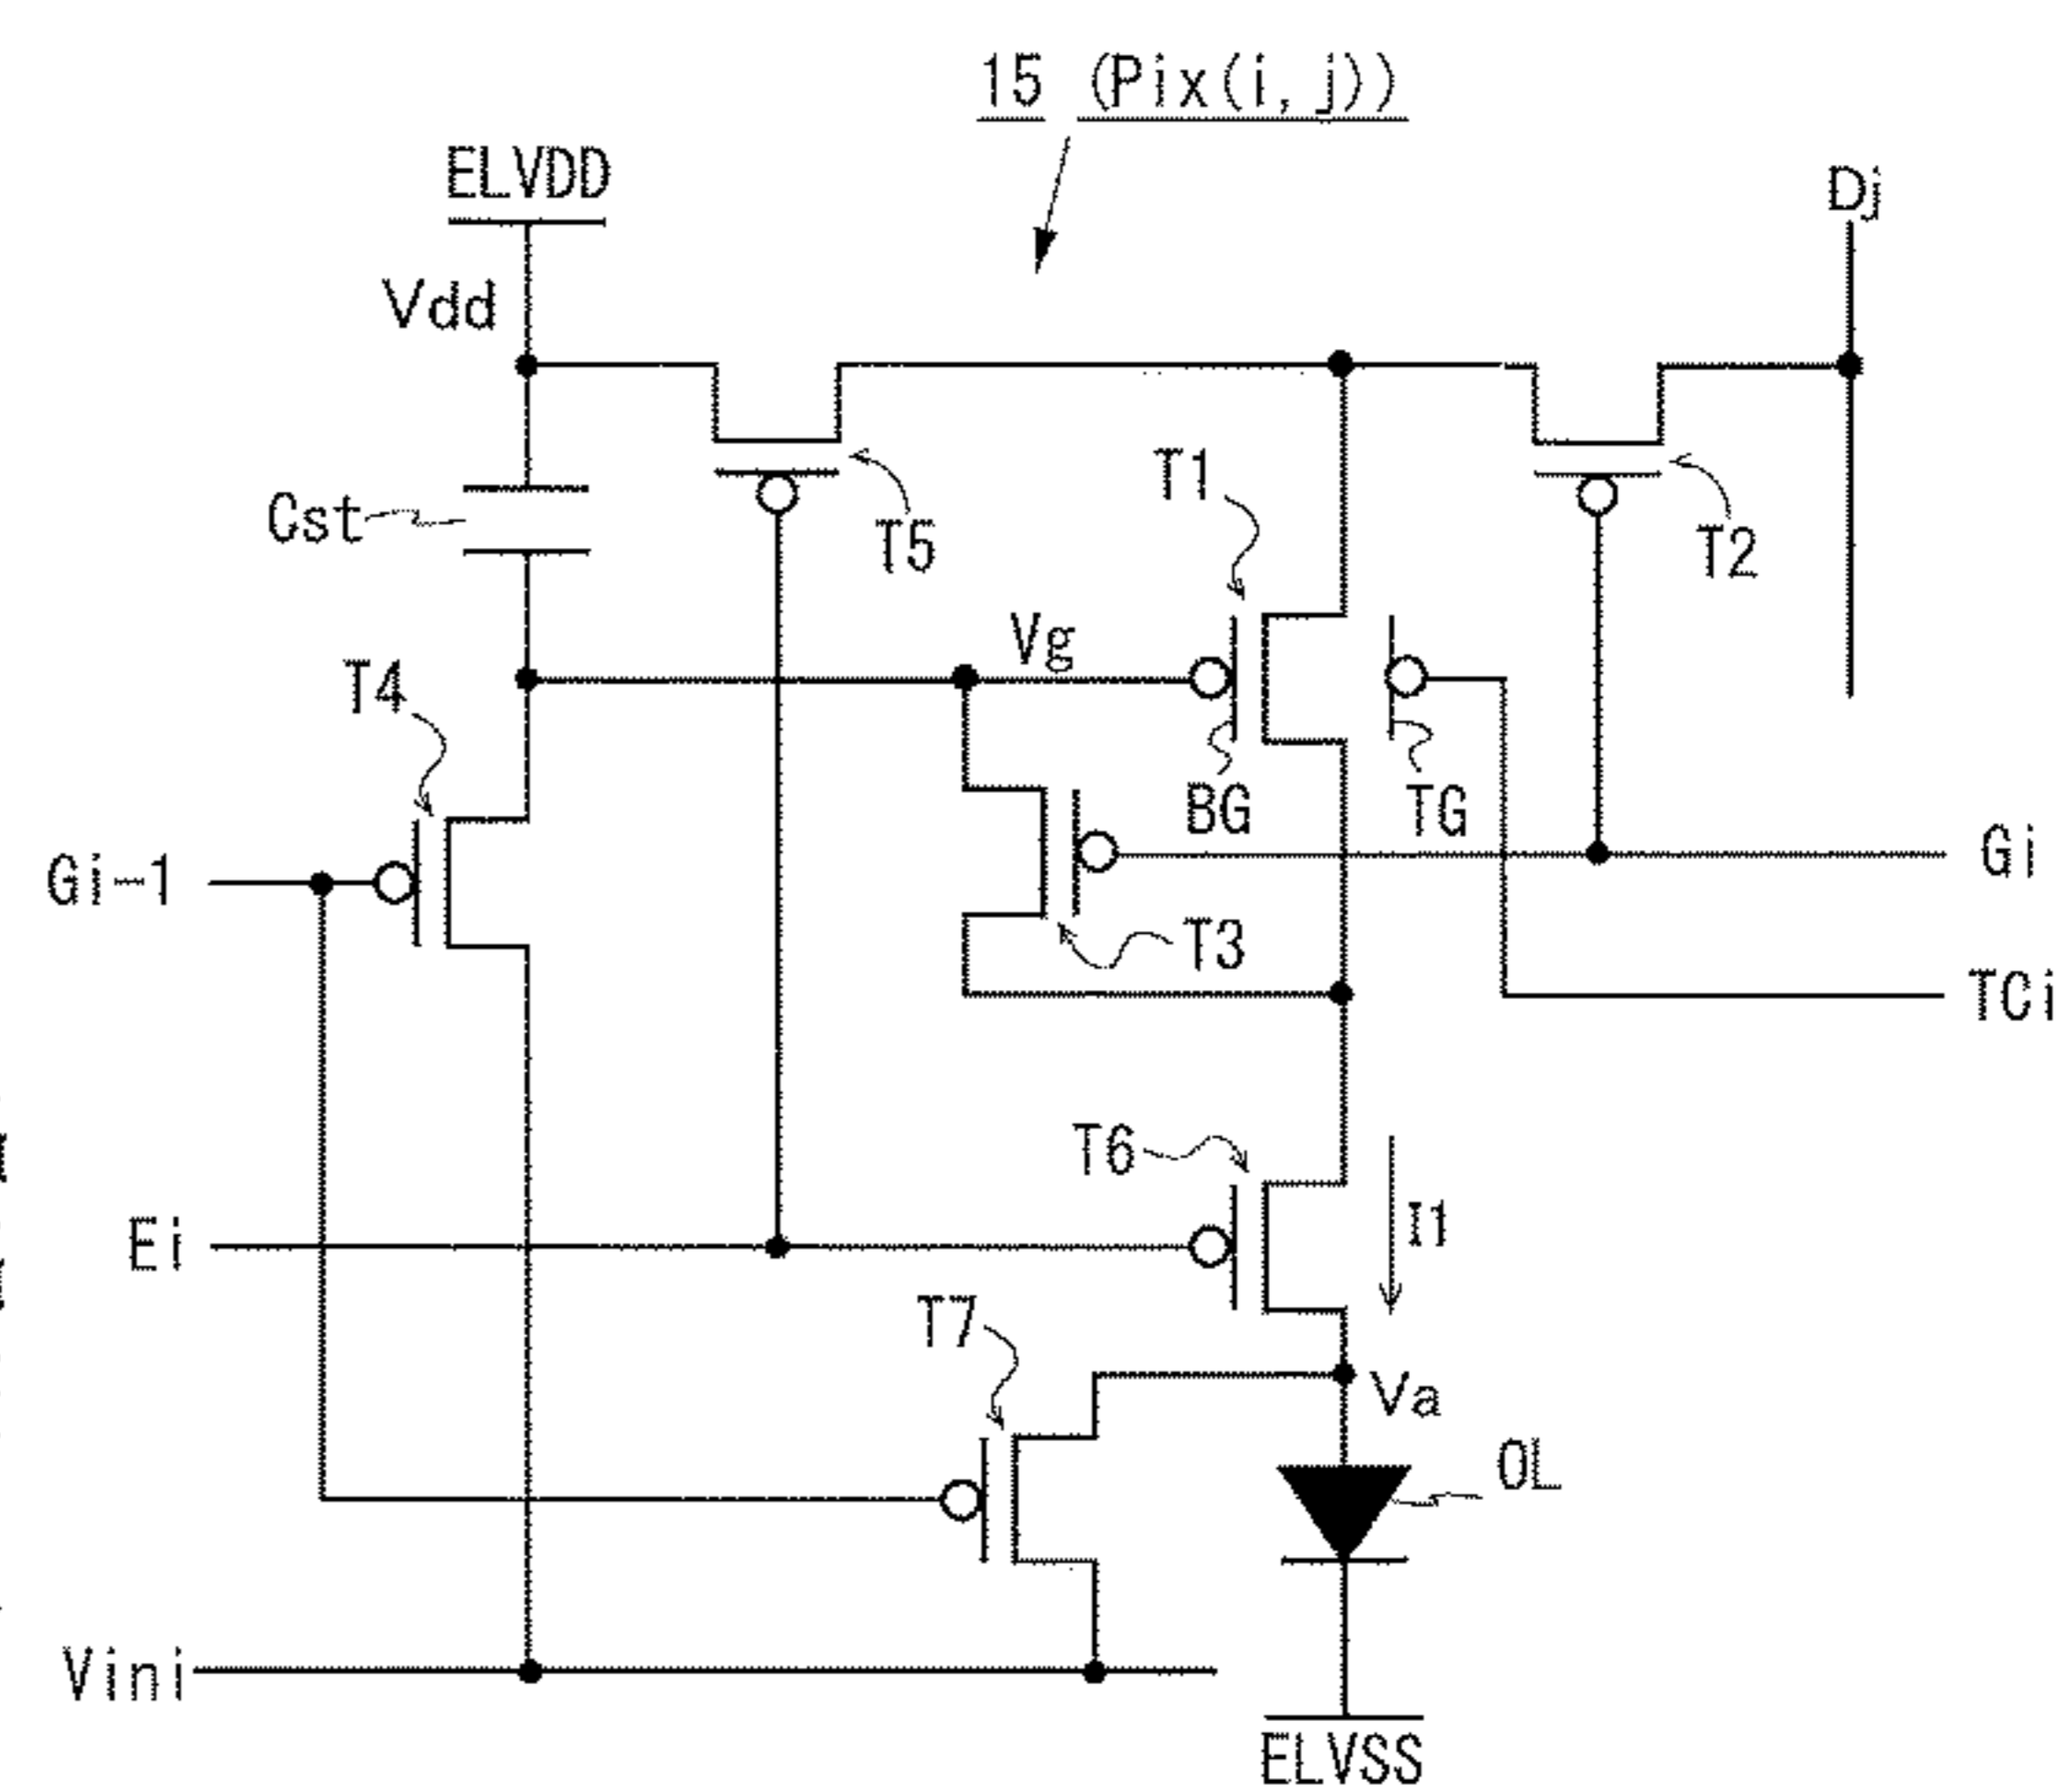 15 (Pix(i,j))
ELVDD
Dj
Vdd
T1
Cst
T5
T2
Vg
T4
BG
TG
Gi-1
Gi
T3
TCi
T6
I1
Ei
T7
Va
OL
Vini
ELVSS